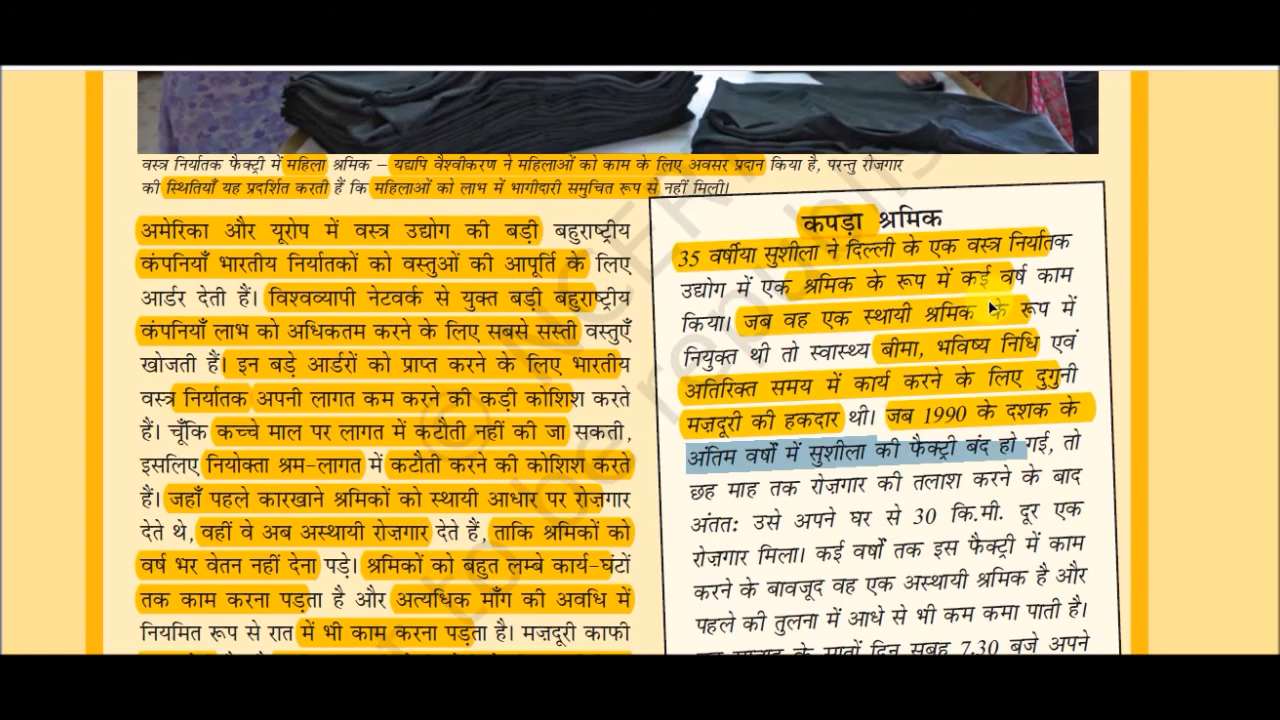 वस्त्र निर्यातक फैक्ट्री में महिला श्रमिक – यद्यपि वैश्वीकरण ने महिलाओं को काम के लिए अवसर प्रदान किया है, परन्तु रोज़गार
की स्थितियाँ यह प्रदर्शित करती हैं कि महिलाओं को लाभ में भागीदारी समुचित रूप से नहीं मिली।
अमेरिका और यूरोप में वस्त्र उद्योग की बड़ी बहुराष्ट्रीय
कंपनियाँ भारतीय निर्यातकों को वस्तुओं की आपूर्ति के लिए
आर्डर देती हैं। विश्वव्यापी नेटवर्क से युक्त बड़ी बहुराष्ट्रीय
कंपनियाँ लाभ को अधिकतम करने के लिए सबसे सस्ती वस्तुएँ
खोजती हैं। इन बड़े आर्डरों को प्राप्त करने के लिए भारतीय
वस्त्र निर्यातक अपनी लागत कम करने की कड़ी कोशिश करते
हैं। चूँकि कच्चे माल पर लागत में कटौती नहीं की जा सकती,
इसलिए नियोक्ता श्रम-लागत में कटौती करने की कोशिश करते
हैं। जहाँ पहले कारखाने श्रमिकों को स्थायी आधार पर रोज़गार
देते थे, वहीं वे अब अस्थायी रोज़गार देते हैं, ताकि श्रमिकों को
वर्ष भर वेतन नहीं देना पड़े। श्रमिकों को बहुत लम्बे कार्य-घंटों
तक काम करना पड़ता है और अत्यधिक माँग की अवधि में
नियमित रूप से रात में भी काम करना पड़ता है। मज़दूरी काफी
कपड़ा श्रमिक
35 वर्षीया सुशीला ने दिल्ली के एक वस्त्र निर्यातक
उद्योग में एक श्रमिक के रूप में कई वर्ष काम
किया। जब वह एक स्थायी श्रमिक के रूप में
नियुक्त थी तो स्वास्थ्य बीमा, भविष्य निधि एवं
अतिरिक्त समय में कार्य करने के लिए दुगुनी
मज़दूरी की हकदार थी। जब 1990 के दशक के
अंतिम वर्षों में सुशीला की फैक्ट्री बंद हो गई, तो
छह माह तक रोज़गार की तलाश करने के बाद
अंततः उसे अपने घर से 30 कि.मी. दूर एक
रोज़गार मिला। कई वर्षों तक इस फैक्ट्री में काम
करने के बावजूद वह एक अस्थायी श्रमिक है और
पहले की तुलना में आधे से भी कम कमा पाती है।
के सातों दिन सुबह 7.30 बजे अपने